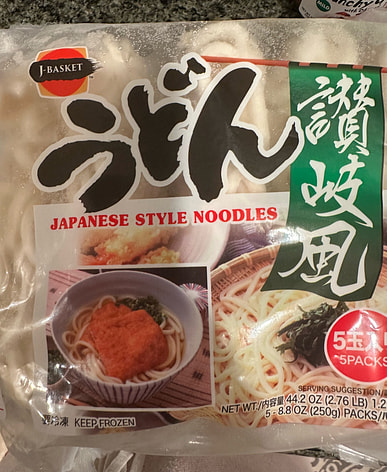 J-BASKET
うどん
讃岐風
JAPANESE STYLE NOODLES
5玉入り
5PACKS
SERVING SUGGESTION/
NET WT./内容量 44.2 OZ (2.76 LB) 1.2
5 - 8.8 OZ (250g) PACKS/
要冷凍 KEEP FROZEN